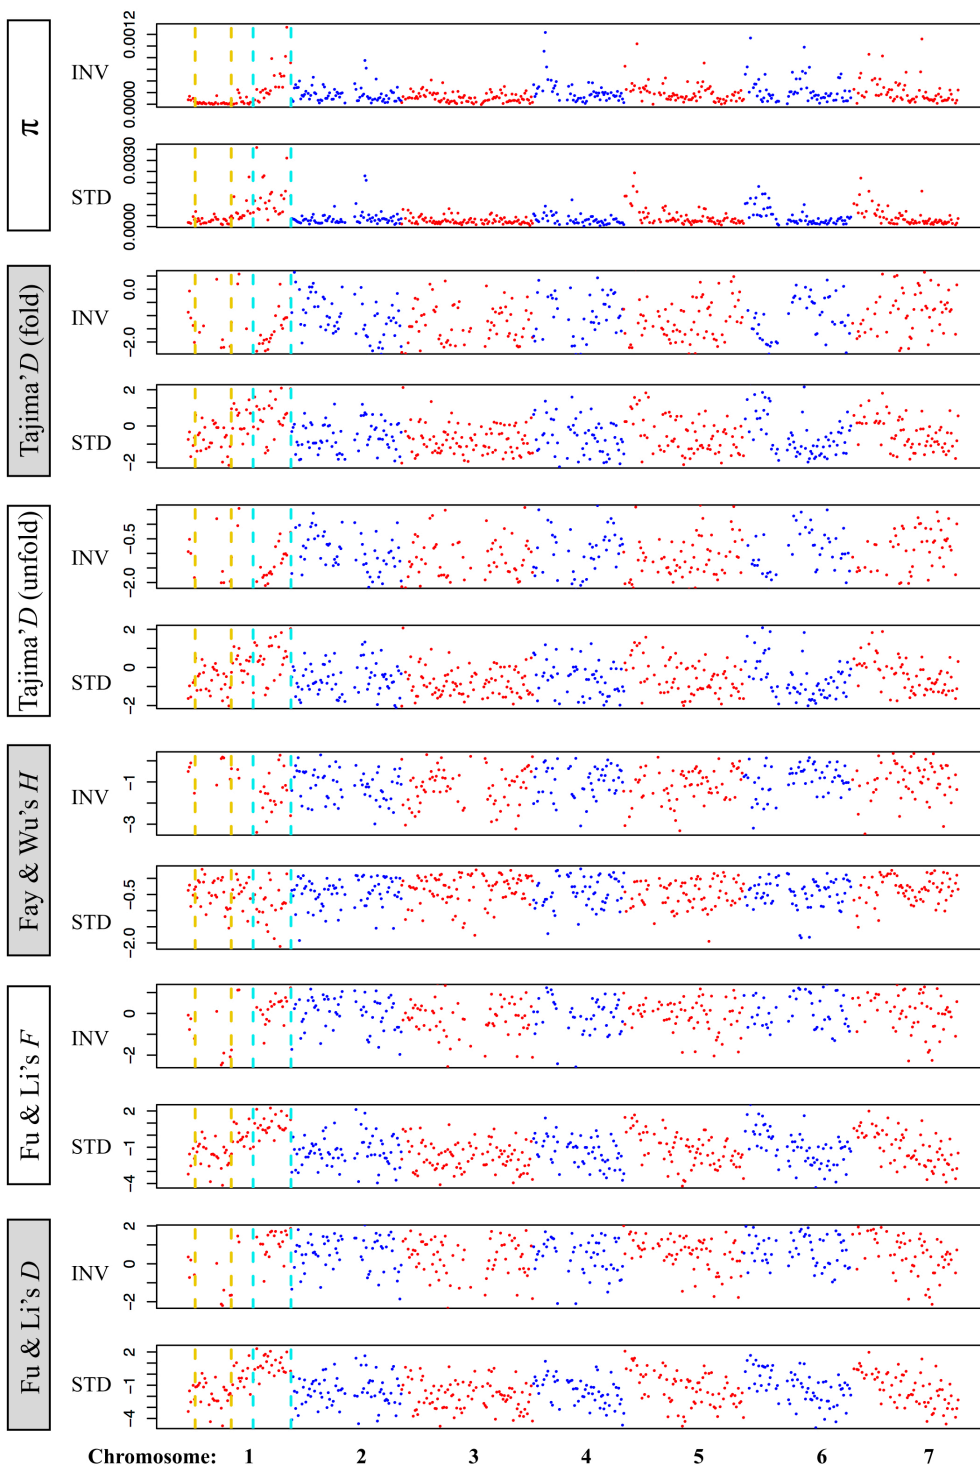 π
INV
0.0000
0.0012
STD
0.0000
0.0030
Tajima'D (fold)
INV
-2.0
0.0
STD
-2
0
2
Tajima'D (unfold)
INV
-2.0
-0.5
STD
-2
0
2
Fay & Wu's H
INV
-3
-1
STD
-2.0
-0.5
Fu & Li's F
INV
-2
0
STD
-4
-1
2
Fu & Li's D
INV
-2
0
2
STD
-4
-1
2
Chromosome: 1 2 3 4 5 6 7